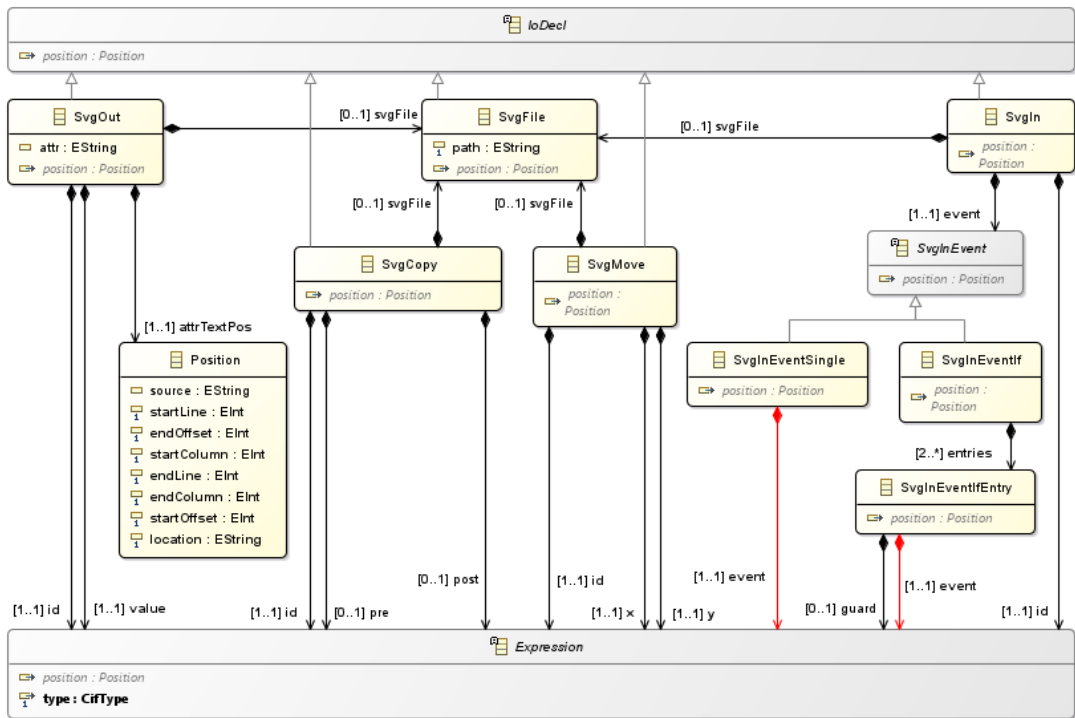 IoDecl
position : Position
SvgOut
attr : EString
position : Position
[0..1] svgFile
SvgFile
path : EString
position : Position
[0..1] svgFile
SvgIn
position :
Position
[0..1] svgFile
[0..1] svgFile
[1..1] event
SvgCopy
position : Position
SvgMove
position :
Position
SvgInEvent
position : Position
[1..1] attrTextPos
Position
source : EString
startLine : EInt
endOffset : EInt
startColumn : EInt
endLine : EInt
endColumn : EInt
startOffset : EInt
location : EString
SvgInEventSingle
position : Position
SvgInEventIf
position :
Position
[2..*] entries
SvgInEventIfEntry
position : Position
[1..1] id
[1..1] value
[1..1] id
[0..1] pre
[0..1] post
[1..1] id
[1..1] x
[1..1] y
[1..1] event
[0..1] guard
[1..1] event
[1..1] id
Expression
position : Position
type : CifType